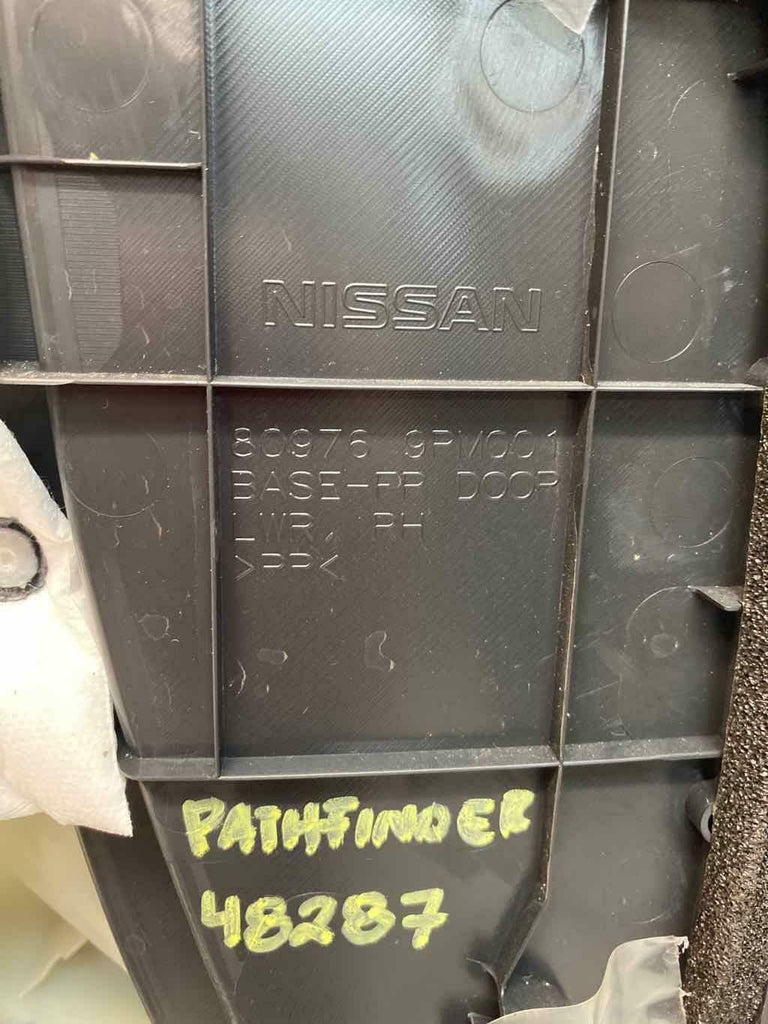 NISSAN
80976 9PM001
BASE-FR DOOR
LWR, RH
>PP<
PATHFINDER
48287